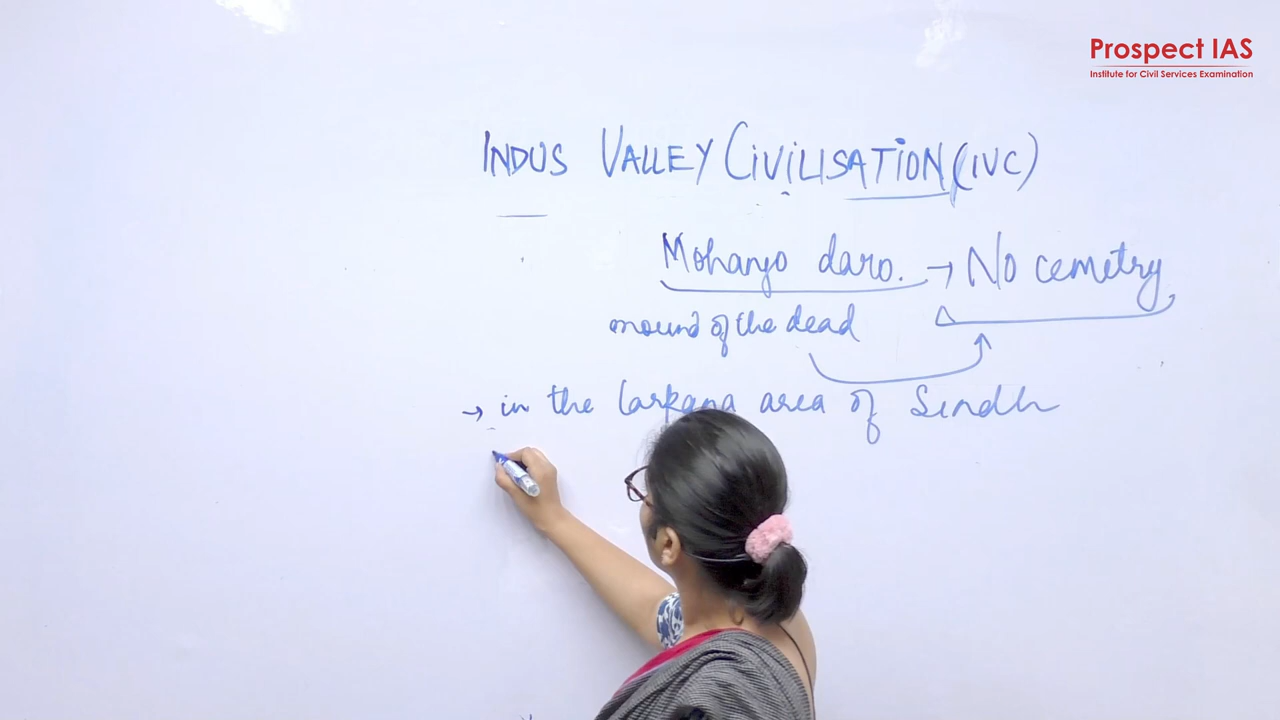 Prospect IAS
Institute for Civil Services Examination
INDUS VALLEY CIVILISATION (IVC)
Mohanjo daro. → No cemetry
mound of the dead
→ in the Larkana area of Sindh